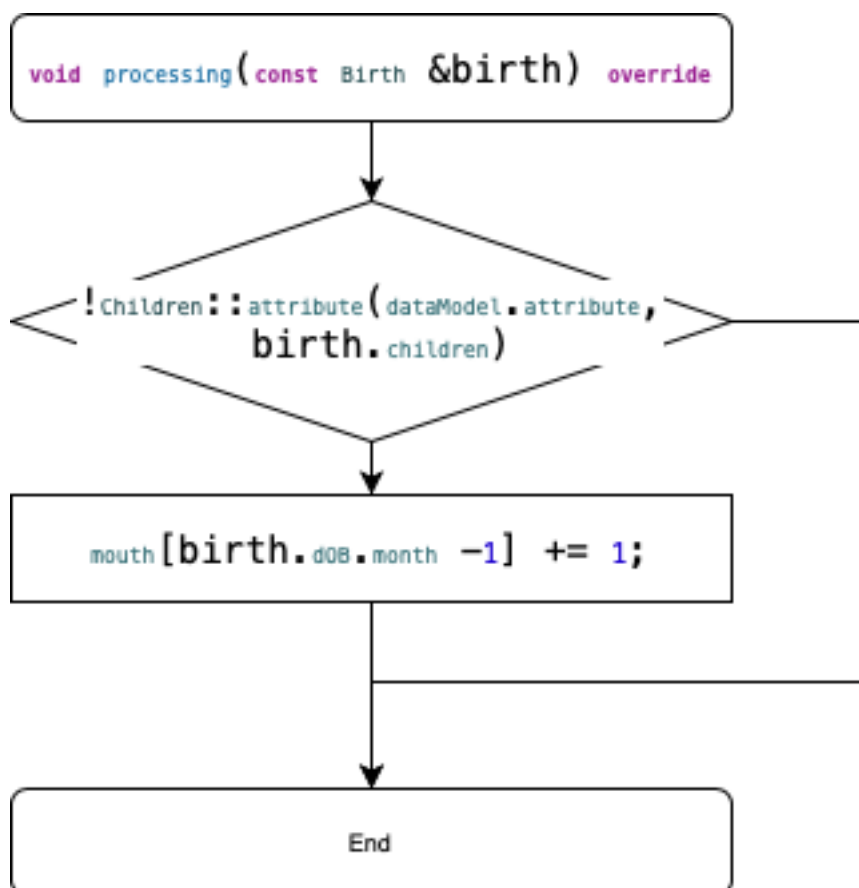 void processing(const Birth &birth) override
!Children::attribute(dataModel.attribute,
birth.children)
mouth[birth.dOB.month -1] += 1;
End